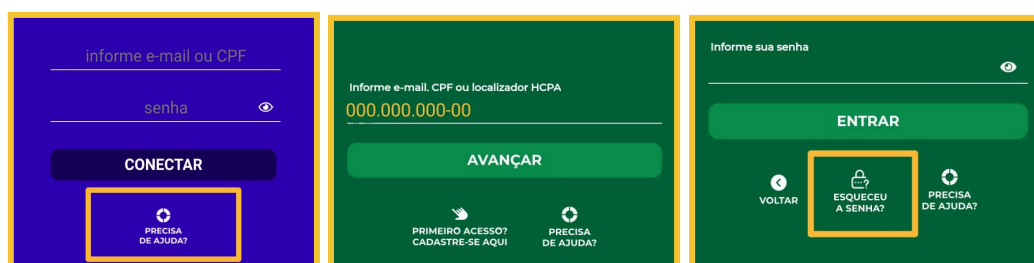 informe e-mail ou CPF
senha
CONECTAR
PRECISA
DE AJUDA?
Informe e-mail. CPF ou localizador HCPA
000.000.000-00
AVANÇAR
PRIMEIRO ACESSO?
CADASTRE-SE AQUI
PRECISA
DE AJUDA?
Informe sua senha
ENTRAR
VOLTAR
ESQUECEU
A SENHA?
PRECISA
DE AJUDA?